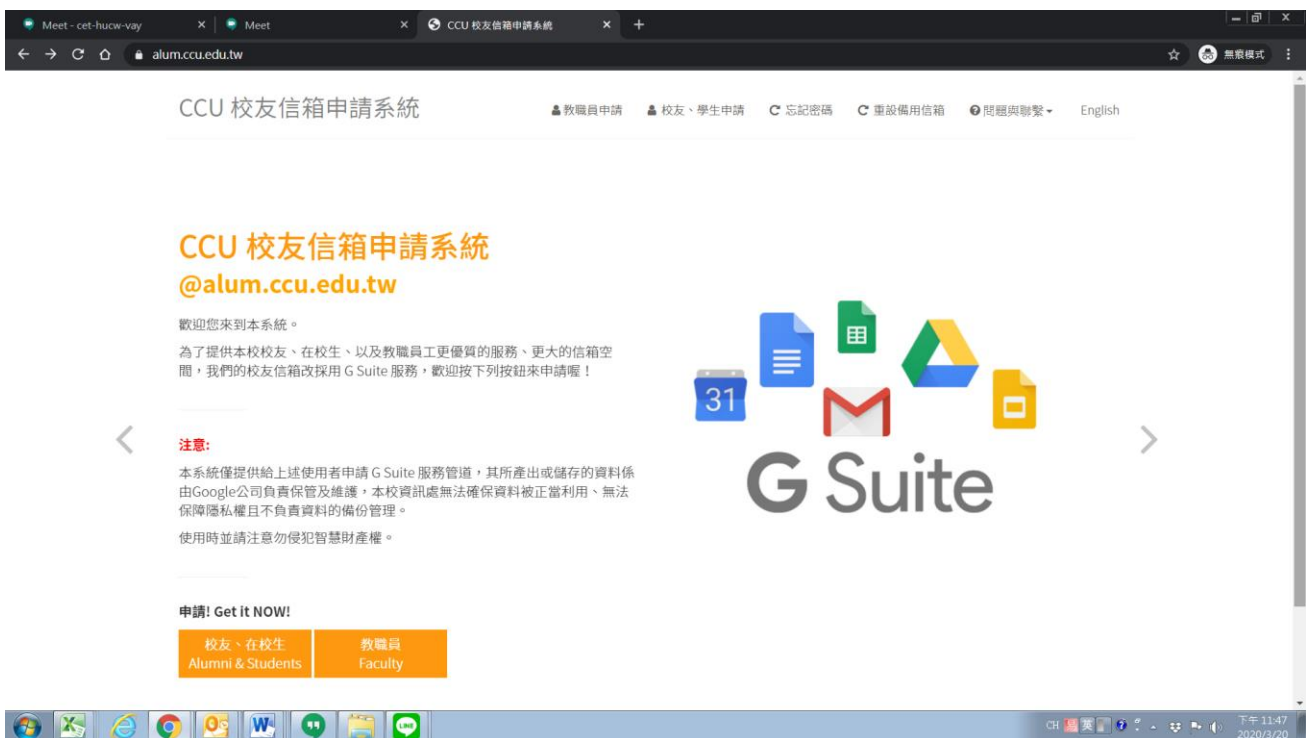 Meet - cet-hucw-vay
Meet
CCU 校友信箱申請系統
alum.ccu.edu.tw
無痕模式
CCU 校友信箱申請系統
教職員申請
校友、學生申請
忘記密碼
重設備用信箱
問題與聯繫
English
CCU 校友信箱申請系統
@alum.ccu.edu.tw
歡迎您來到本系統。
為了提供本校校友、在校生、以及教職員工更優質的服務、更大的信箱空
間，我們的校友信箱改採用 G Suite 服務，歡迎按下列按鈕來申請喔！
31
G Suite
注意:
本系統僅提供給上述使用者申請 G Suite 服務管道，其所產出或儲存的資料係
由Google公司負責保管及維護，本校資訊處無法確保資料被正當利用、無法
保障隱私權且不負責資料的備份管理。
使用時並請注意勿侵犯智慧財產權。
申請! Get it NOW!
校友、在校生
Alumni & Students
教職員
Faculty
LINE
CH
英
下午 11:47
2020/3/20